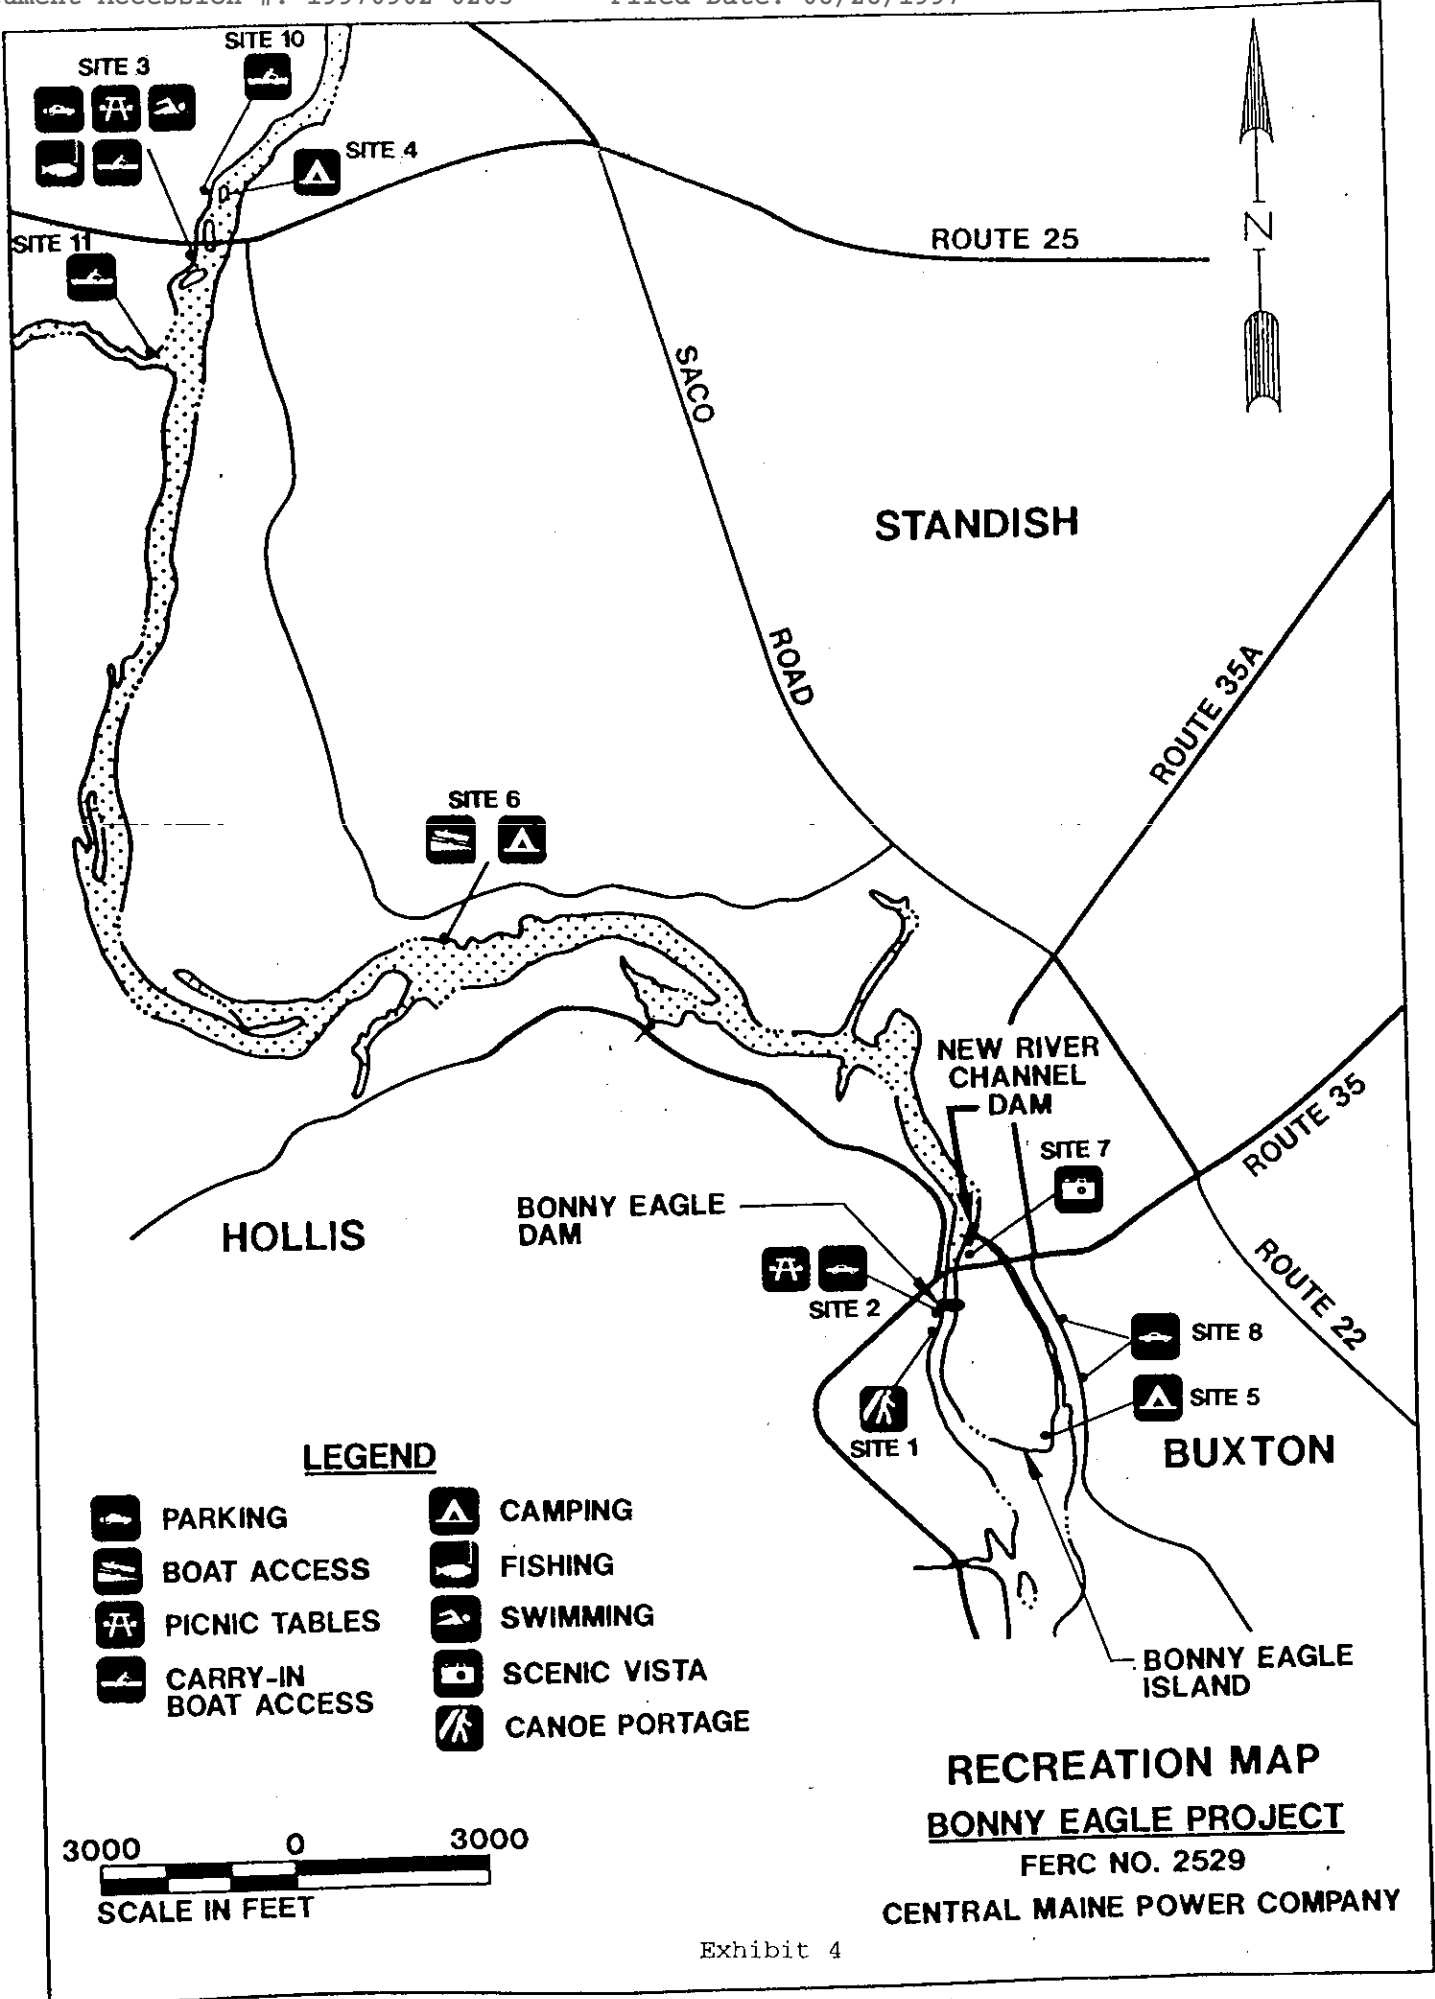 Accession #: 19970902-0203 Filed Date: 08/28/1997
SITE 10
SITE 3
SITE 4
SITE 11
ROUTE 25
N
SACO
ROAD
STANDISH
ROUTE 35A
SITE 6
NEW RIVER
CHANNEL
DAM
SITE 7
ROUTE 35
BONNY EAGLE
DAM
HOLLIS
SITE 2
ROUTE 22
SITE 8
SITE 5
SITE 1
BUXTON
LEGEND
PARKING
BOAT ACCESS
PICNIC TABLES
CARRY-IN
BOAT ACCESS
CAMPING
FISHING
SWIMMING
SCENIC VISTA
CANOE PORTAGE
BONNY EAGLE
ISLAND
RECREATION MAP
BONNY EAGLE PROJECT
FERC NO. 2529
CENTRAL MAINE POWER COMPANY
3000 0 3000
SCALE IN FEET
Exhibit 4